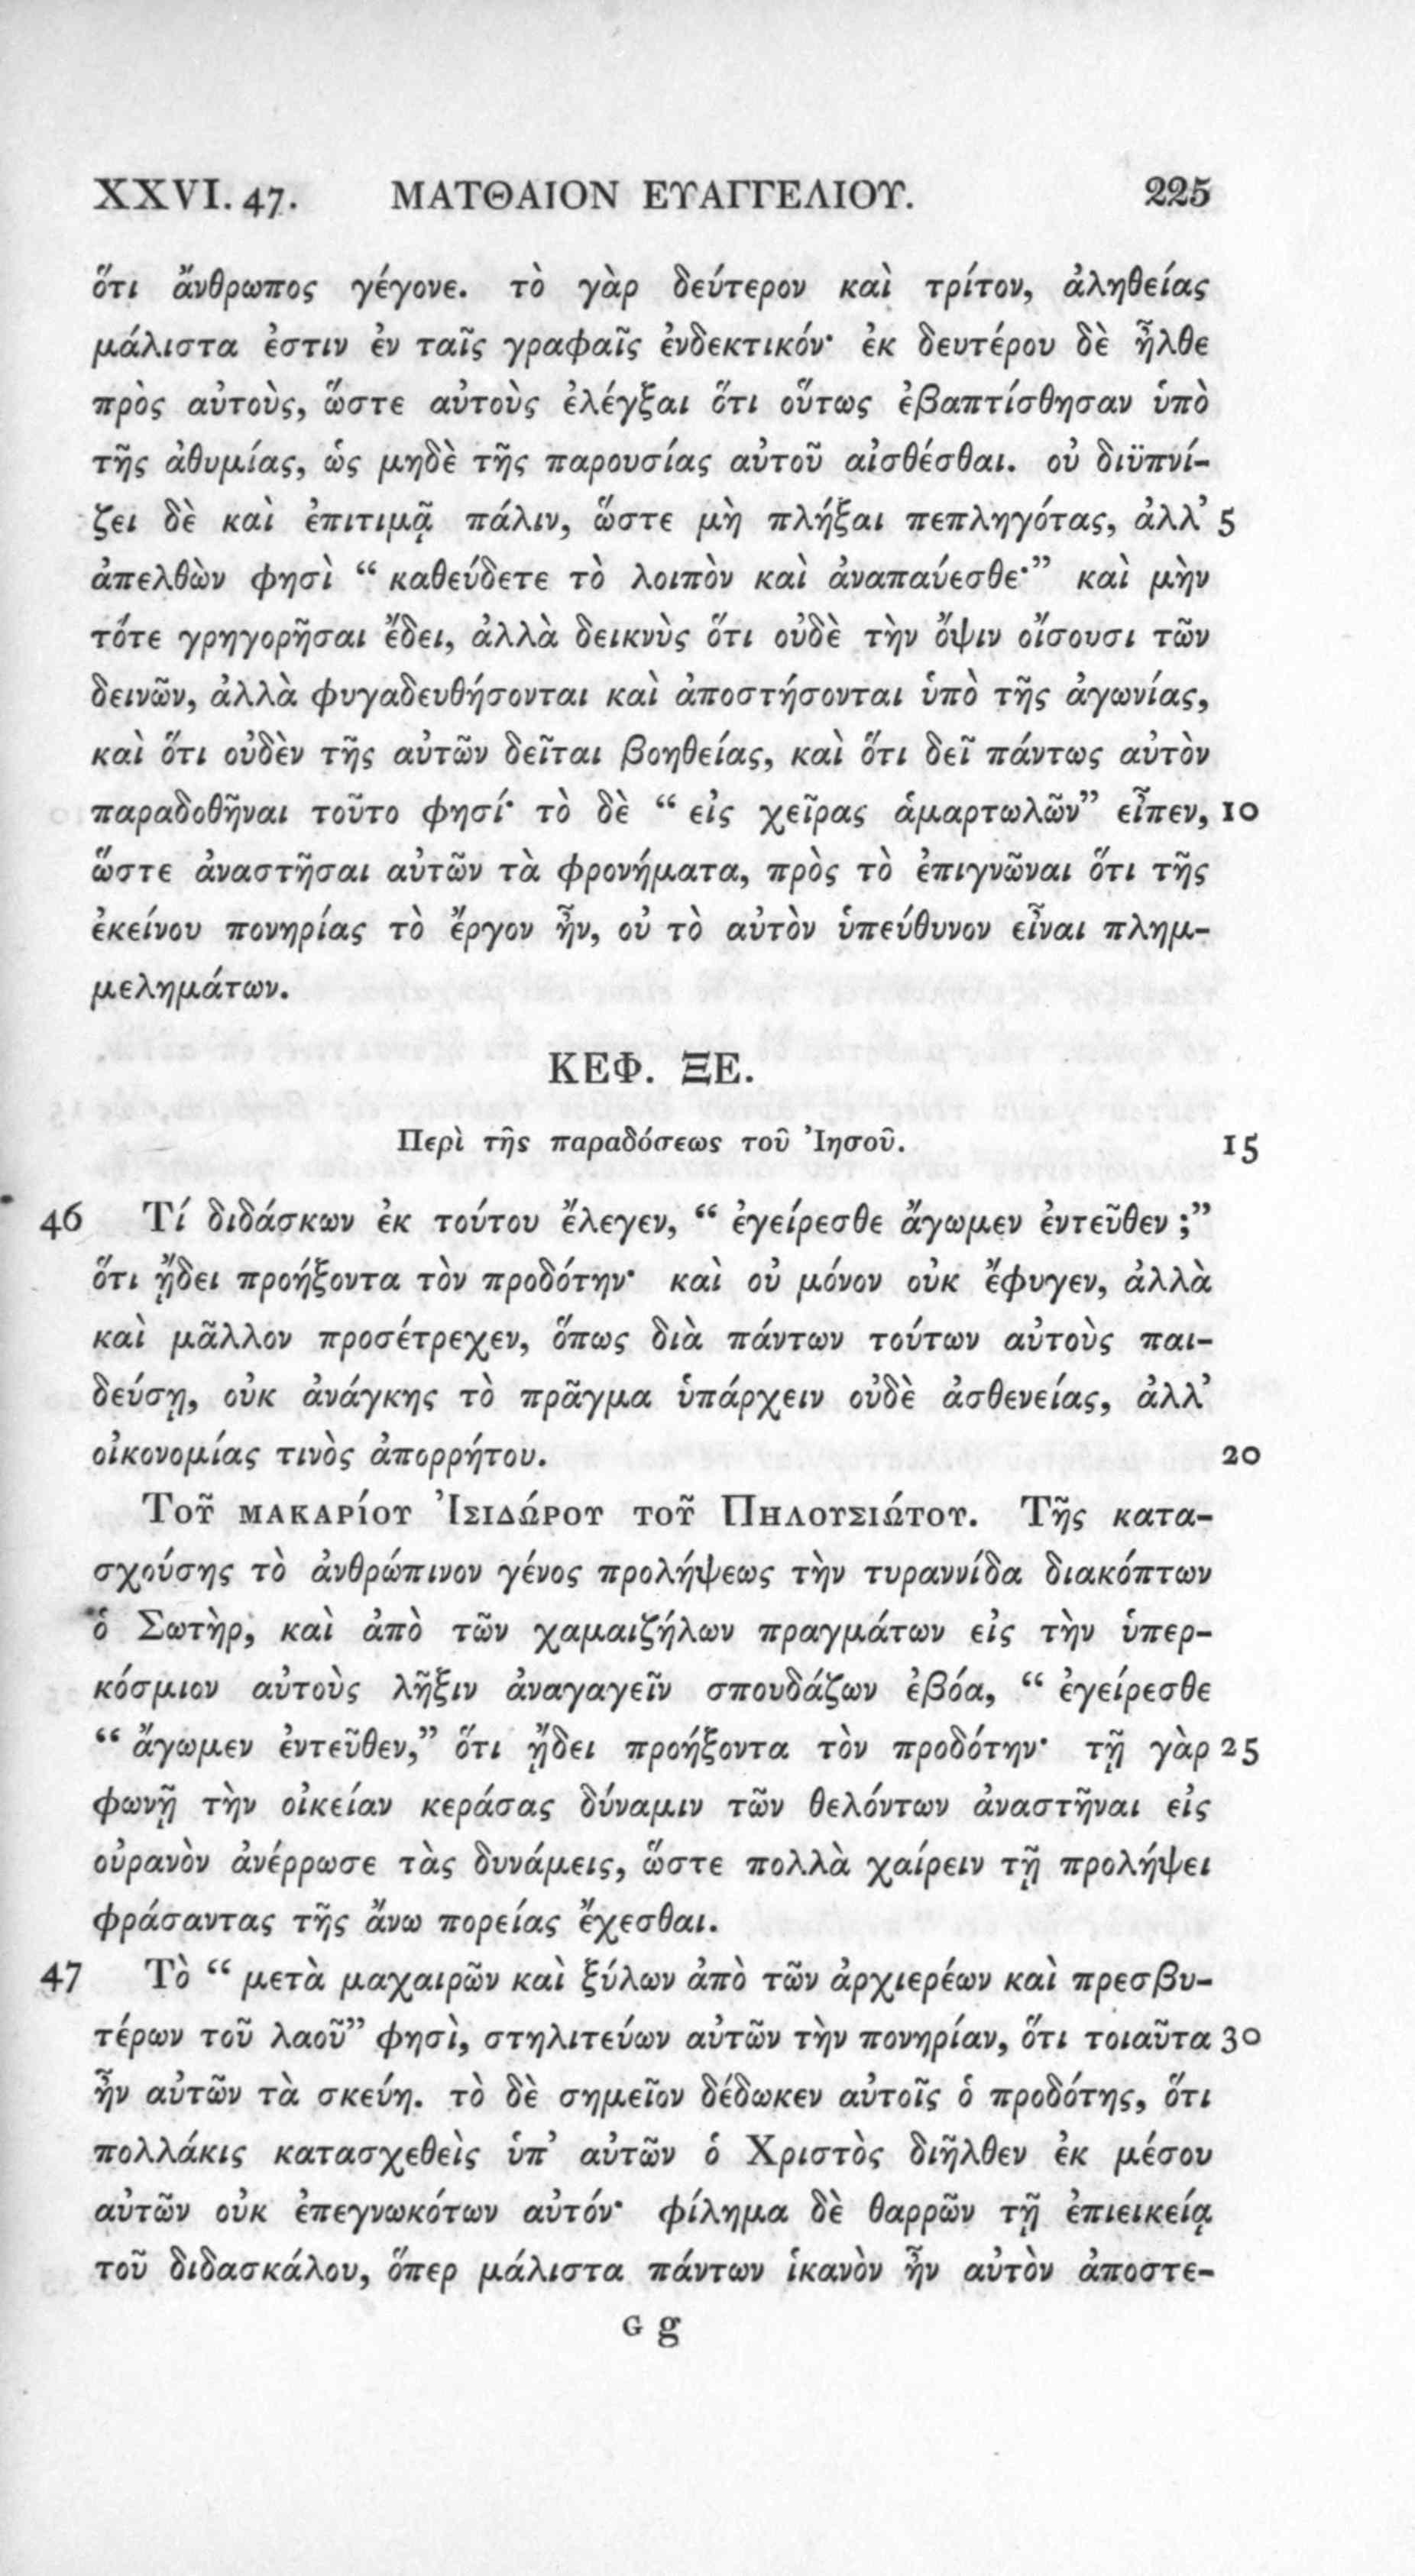 XXVI. 47. ΜΑΤΘΑΙΟΝ ΕΥΑΓΓΕΛΙΟΥ. 225
ὅτι ἄνθρωπος γέγονε. τὸ γὰρ δεύτερον καὶ τρίτον, ἀληθείας
μάλιστα ἐστιν ἐν ταῖς γραφαῖς ἐνδεκτικόν· ἐκ δευτέρου δὲ ἦλθε
πρὸς αὐτοὺς, ὥστε αὐτοὺς ἐλέγξαι ὅτι οὕτως ἐβαπτίσθησαν ὑπὸ
τῆς ἀθυμίας, ὡς μηδὲ τῆς παρουσίας αὐτοῦ αἰσθέσθαι. οὐ διϋπνί-
ζει δὲ καὶ ἐπιτιμᾷ πάλιν, ὥστε μὴ πλήξαι πεπληγότας, ἀλλ’ 5
ἀπελθὼν φησὶ “ καθεύδετε τὸ λοιπὸν καὶ ἀναπαύεσθε·” καὶ μὴν
τότε γρηγορῆσαι ἔδει, ἀλλὰ δεικνὺς ὅτι οὐδὲ τὴν ὄψιν οἴσουσι τῶν
δεινῶν, ἀλλὰ φυγαδευθήσονται καὶ ἀποστήσονται ὑπὸ τῆς ἀγωνίας,
καὶ ὅτι οὐδὲν τῆς αὐτῶν δεῖται βοηθείας, καὶ ὅτι δεῖ πάντως αὐτὸν
παραδοθῆναι τοῦτο φησί· τὸ δὲ “ εἰς χεῖρας ἁμαρτωλῶν” εἶπεν, 10
ὥστε ἀναστῆσαι αὐτῶν τὰ φρονήματα, πρὸς τὸ ἐπιγνῶναι ὅτι τῆς
ἐκείνου πονηρίας τὸ ἔργον ἦν, οὐ τὸ αὐτὸν ὑπεύθυνον εἶναι πλημ-
μελημάτων.
ΚΕΦ. ΞΕ.
Περὶ τῆς παραδόσεως τοῦ Ἰησοῦ. 15
46 Τί διδάσκων ἐκ τούτου ἔλεγεν, “ ἐγείρεσθε ἄγωμεν ἐντεῦθεν ;”
ὅτι ᾔδει προήξοντα τὸν προδότην· καὶ οὐ μόνον οὐκ ἔφυγεν, ἀλλὰ
καὶ μᾶλλον προσέτρεχεν, ὅπως διὰ πάντων τούτων αὐτοὺς παι-
δεύσῃ, οὐκ ἀνάγκης τὸ πρᾶγμα ὑπάρχειν οὐδὲ ἀσθενείας, ἀλλ’
οἰκονομίας τινὸς ἀπορρήτου. 20
Τοῦ μακαρίου Ἰσιδώρου τοῦ Πηλουσιώτου. Τῆς κατα-
σχούσης τὸ ἀνθρώπινον γένος προλήψεως τὴν τυραννίδα διακόπτων
ὁ Σωτὴρ, καὶ ἀπὸ τῶν χαμαιζήλων πραγμάτων εἰς τὴν ὑπερ-
κόσμιον αὐτοὺς λῆξιν ἀναγαγεῖν σπουδάζων ἐβόα, “ ἐγείρεσθε
“ ἄγωμεν ἐντεῦθεν,” ὅτι ᾔδει προήξοντα τὸν προδότην· τῇ γὰρ 25
φωνῇ τὴν οἰκείαν κεράσας δύναμιν τῶν θελόντων ἀναστῆναι εἰς
οὐρανὸν ἀνέρρωσε τὰς δυνάμεις, ὥστε πολλὰ χαίρειν τῇ προλήψει
φράσαντας τῆς ἄνω πορείας ἔχεσθαι.
47 Τὸ “ μετὰ μαχαιρῶν καὶ ξύλων ἀπὸ τῶν ἀρχιερέων καὶ πρεσβυ-
τέρων τοῦ λαοῦ” φησὶ, στηλιτεύων αὐτῶν τὴν πονηρίαν, ὅτι τοιαῦτα 30
ἦν αὐτῶν τὰ σκεύη. τὸ δὲ σημεῖον δέδωκεν αὐτοῖς ὁ προδότης, ὅτι
πολλάκις κατασχεθεὶς ὑπ’ αὐτῶν ὁ Χριστὸς διῆλθεν ἐκ μέσου
αὐτῶν οὐκ ἐπεγνωκότων αὐτόν· φίλημα δὲ θαρρῶν τῇ ἐπιεικείᾳ
τοῦ διδασκάλου, ὅπερ μάλιστα πάντων ἱκανὸν ἦν αὐτὸν ἀποστε-
G g